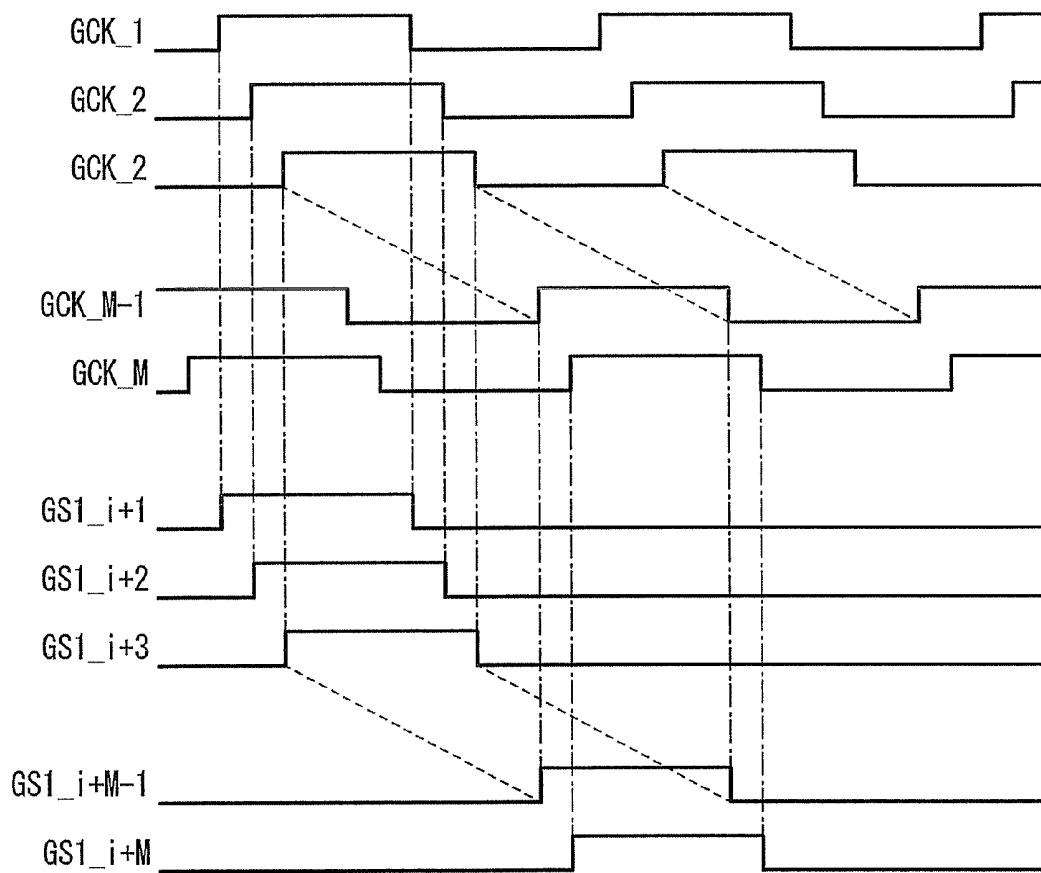 GCK_1
GCK_2
GCK_2
GCK_M-1
GCK_M
GS1_i+1
GS1_i+2
GS1_i+3
GS1_i+M-1
GS1_i+M